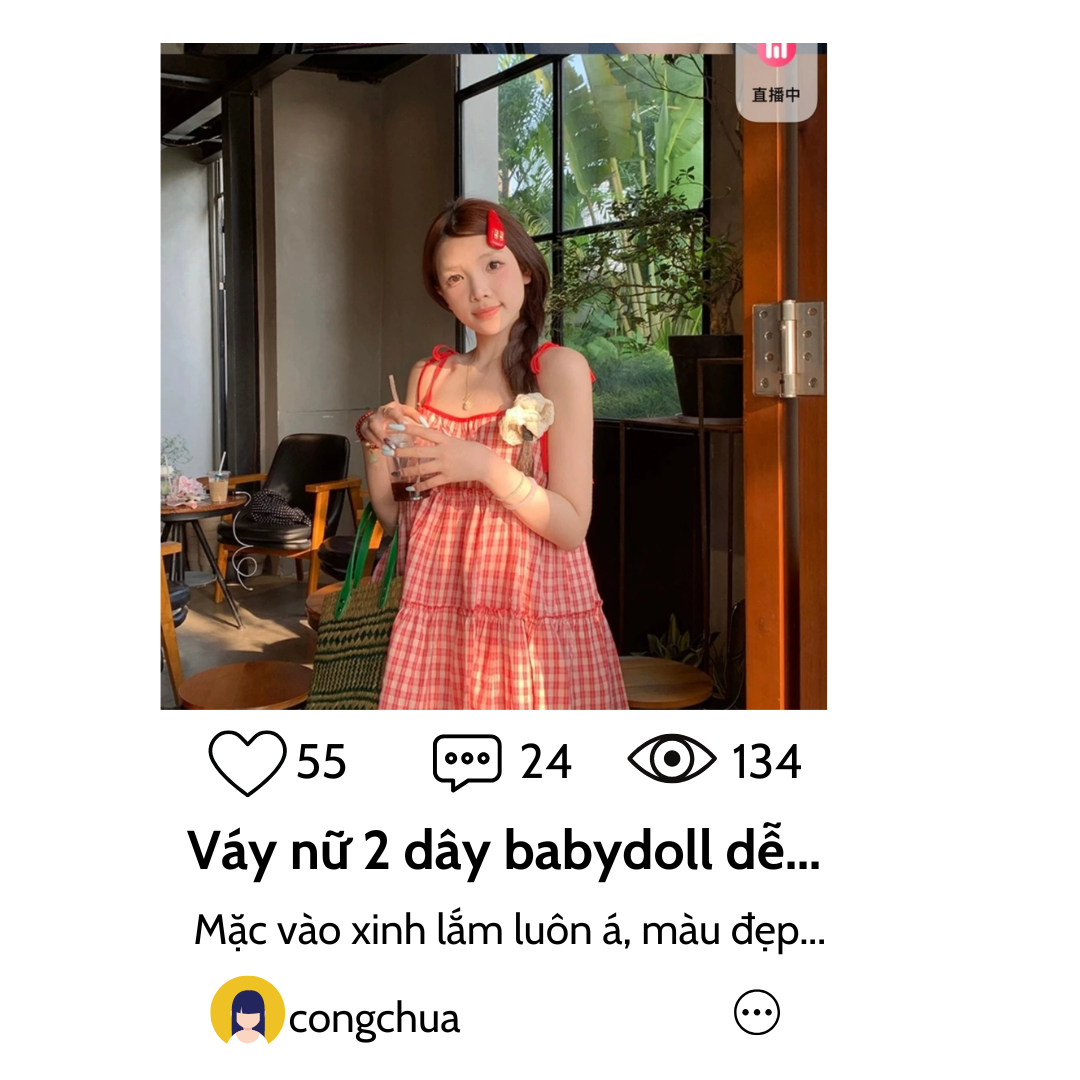 直播中
55 24 134
Váy nữ 2 dây babydoll dễ...
Mặc vào xinh lắm luôn á, màu đẹp...
congchua